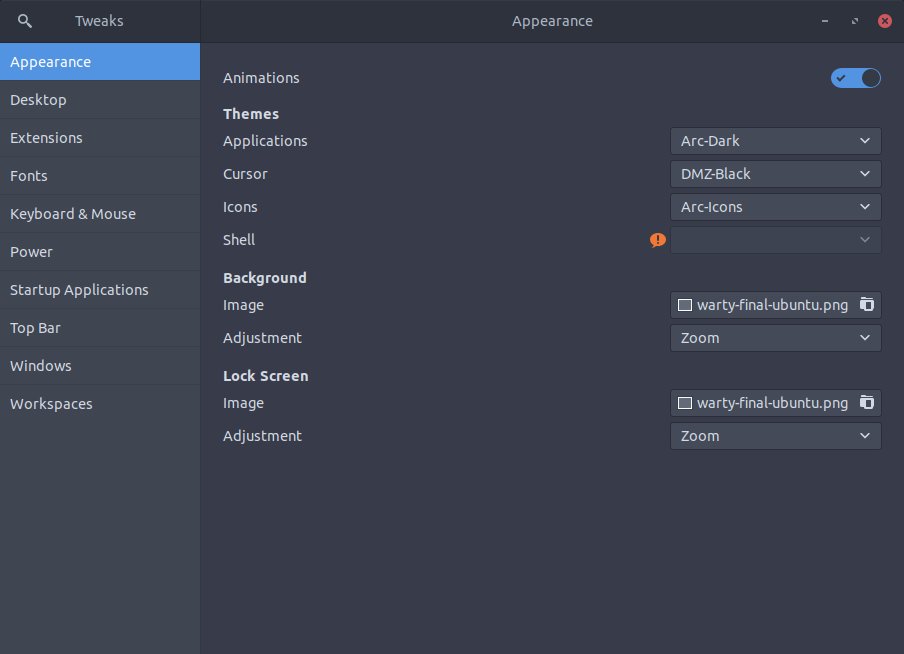 Tweaks
Appearance
Appearance
Desktop
Extensions
Fonts
Keyboard & Mouse
Power
Startup Applications
Top Bar
Windows
Workspaces
Animations
Themes
Applications Arc-Dark
Cursor DMZ-Black
Icons Arc-Icons
Shell
Background
Image warty-final-ubuntu.png
Adjustment Zoom
Lock Screen
Image warty-final-ubuntu.png
Adjustment Zoom